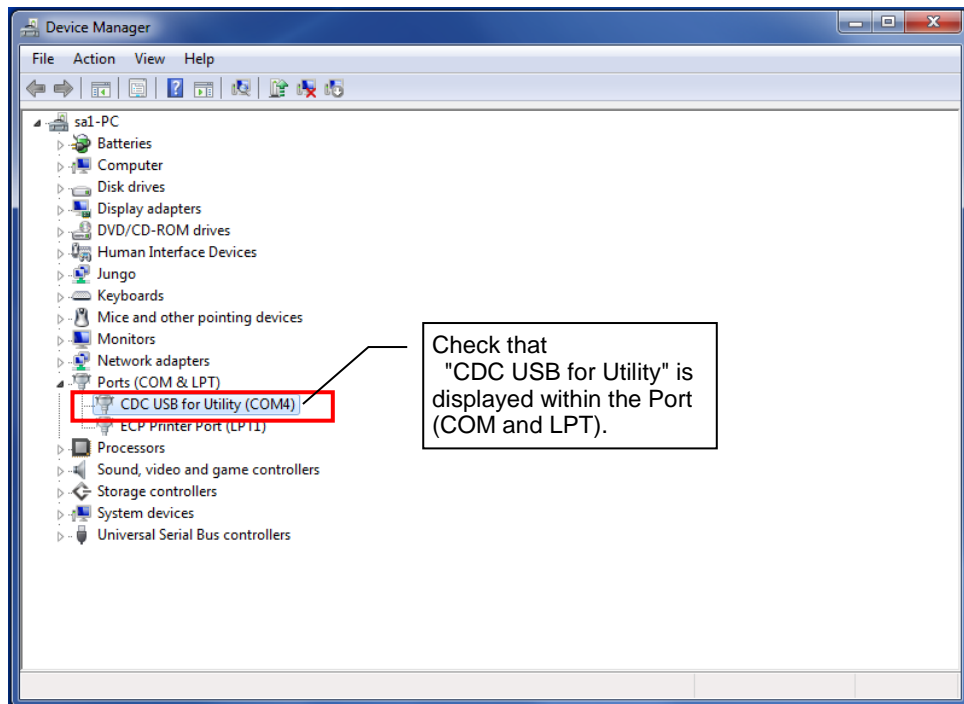 Device Manager
File Action View Help
sa1-PC
Batteries
Computer
Disk drives
Display adapters
DVD/CD-ROM drives
Human Interface Devices
Jungo
Keyboards
Mice and other pointing devices
Monitors
Network adapters
Ports (COM & LPT)
CDC USB for Utility (COM4)
ECP Printer Port (LPT1)
Processors
Sound, video and game controllers
Storage controllers
System devices
Universal Serial Bus controllers
Check that
"CDC USB for Utility" is
displayed within the Port
(COM and LPT).